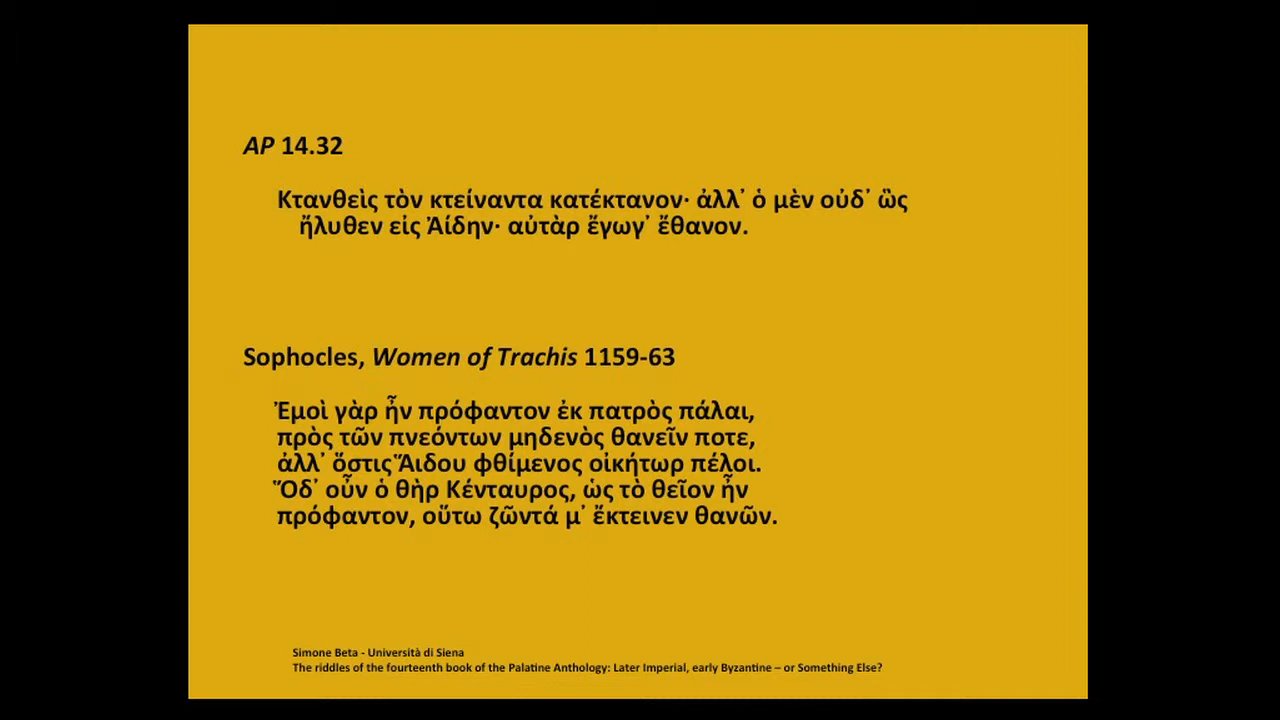 AP 14.32
Κτανθεὶς τὸν κτείναντα κατέκτανον· ἀλλ᾿ ὁ μὲν οὐδ᾿ ὣς
ἤλυθεν εἰς Ἀίδην· αὐτὰρ ἔγωγ᾿ ἔθανον.
Sophocles, Women of Trachis 1159-63
Ἐμοὶ γὰρ ἦν πρόφαντον ἐκ πατρὸς πάλαι,
πρὸς τῶν πνεόντων μηδενὸς θανεῖν ποτε,
ἀλλ᾿ ὅστις Ἅιδου φθίμενος οἰκήτωρ πέλοι.
Ὅδ᾿ οὖν ὁ θὴρ Κένταυρος, ὡς τὸ θεῖον ἦν
πρόφαντον, οὕτω ζῶντά μ᾿ ἔκτεινεν θανῶν.
Simone Beta - Università di Siena
The riddles of the fourteenth book of the Palatine Anthology: Later Imperial, early Byzantine – or Something Else?